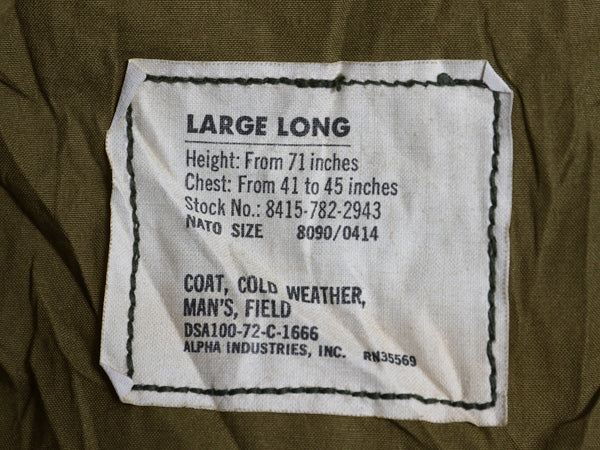 LARGE LONG
Height: From 71 inches
Chest: From 41 to 45 inches
Stock No.: 8415-782-2943
NATO SIZE 8090/0414
COAT, COLD WEATHER,
MAN'S, FIELD
DSA100-72-C-1666
ALPHA INDUSTRIES, INC. RN35569